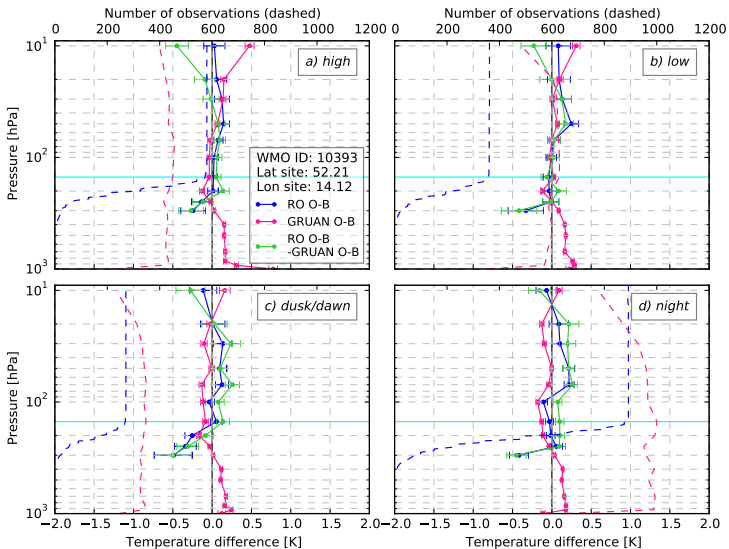 Number of observations (dashed) Number of observations (dashed)
0 200 400 600 800 1000 1200 0 200 400 600 800 1000 1200
10¹
a) high
b) low
Pressure [hPa]
10²
WMO ID: 10393
Lat site: 52.21
Lon site: 14.12
RO O-B
GRUAN O-B
RO O-B
-GRUAN O-B
10³
10¹
c) dusk/dawn
d) night
Pressure [hPa]
10²
10³
−2.0 −1.5 −1.0 −0.5 0.0 0.5 1.0 1.5 2.0 −2.0 −1.5 −1.0 −0.5 0.0 0.5 1.0 1.5 2.0
Temperature difference [K] Temperature difference [K]